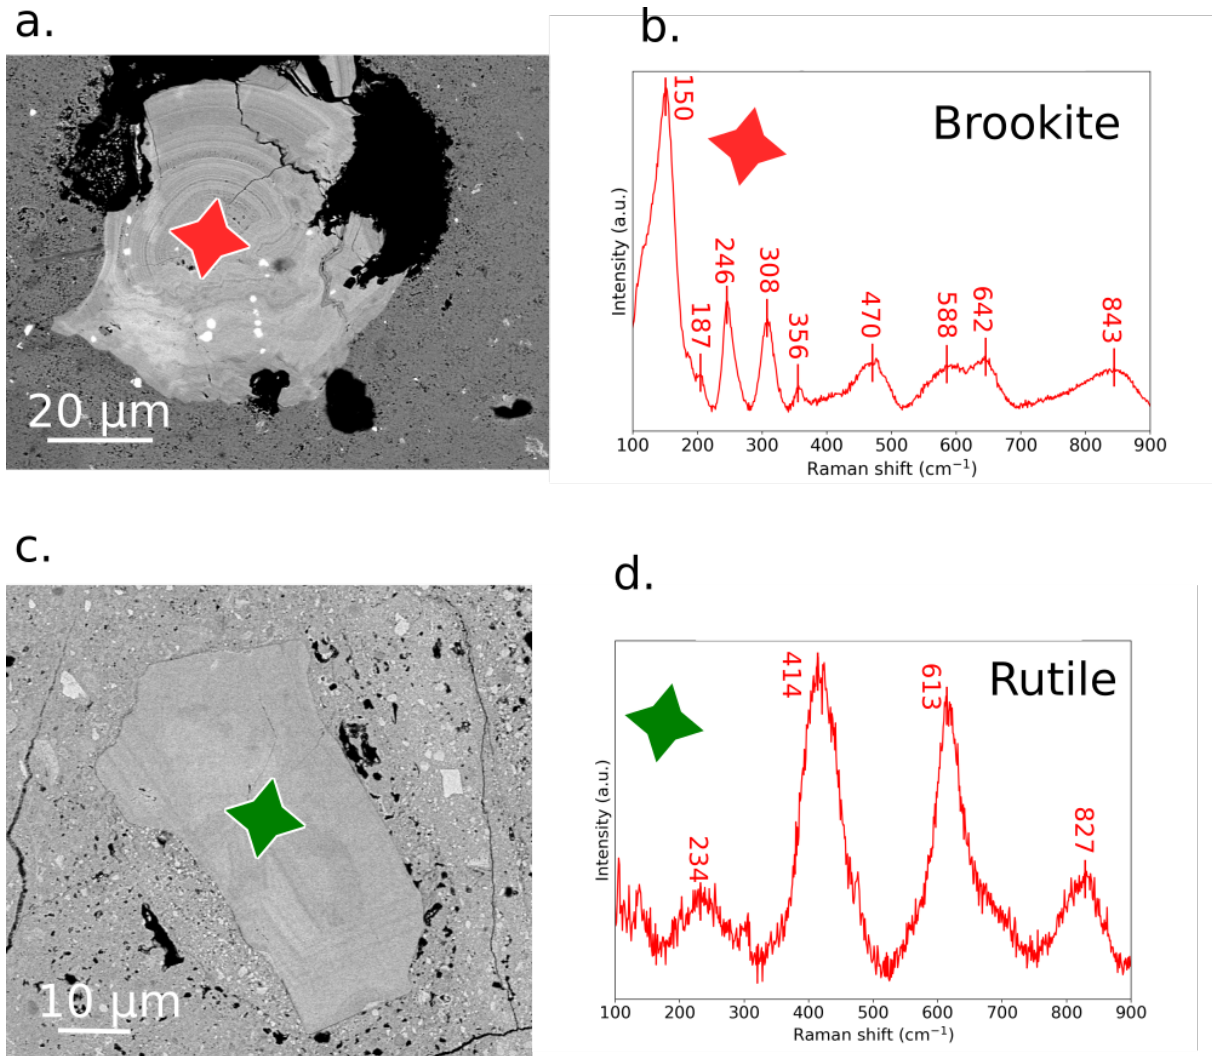 a.
20 µm
b.
Brookite
150
187
246
308
356
470
588
642
843
Intensity (a.u.)
100 200 300 400 500 600 700 800 900
Raman shift (cm⁻¹)
c.
10 µm
d.
Rutile
234
414
613
827
Intensity (a.u.)
100 200 300 400 500 600 700 800 900
Raman shift (cm⁻¹)